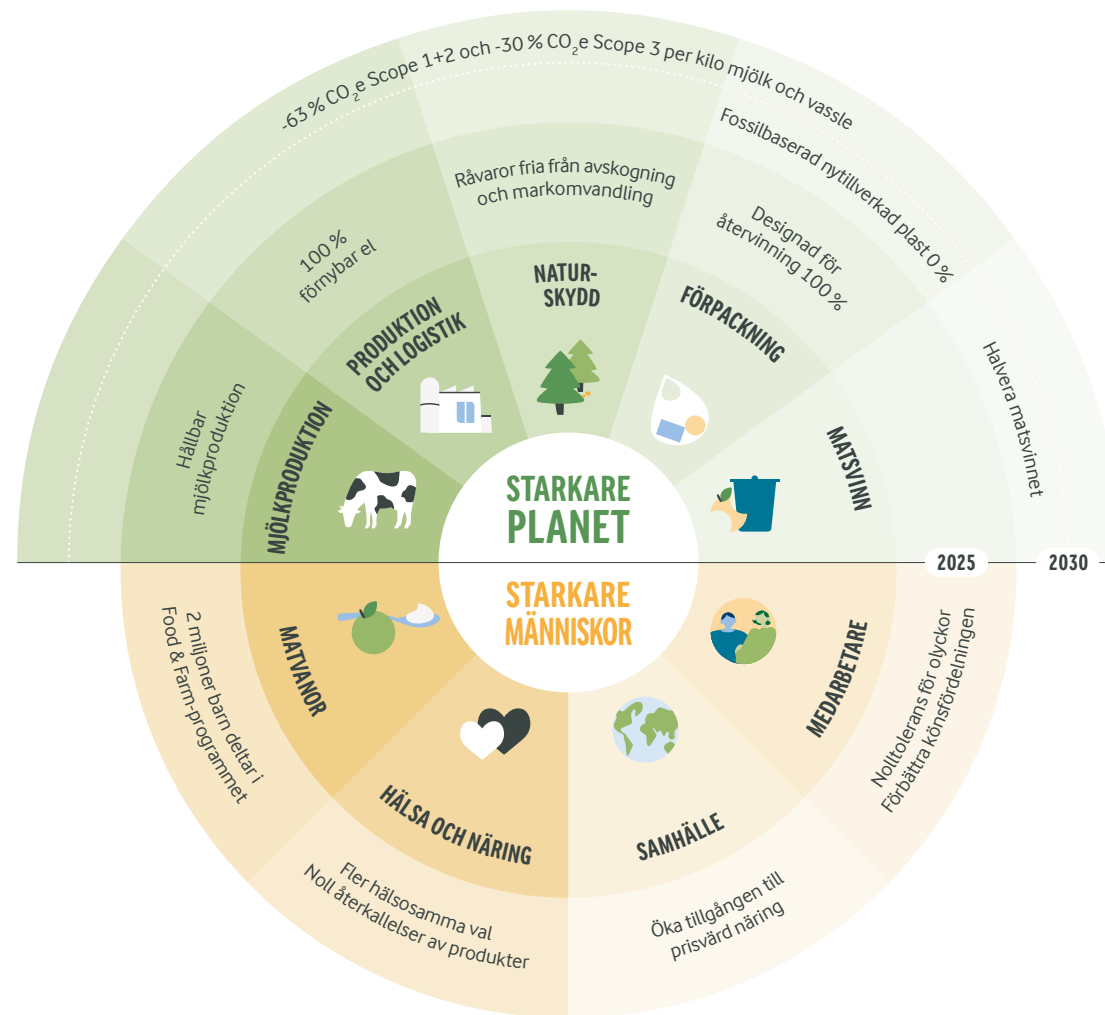 -63 % CO₂e Scope 1+2 och -30 % CO₂e Scope 3 per kilo mjölk och vassle
Fossilbaserad nytillverkad plast 0 %
Råvaror fria från avskogning
och markomvandling
100 %
förnybar el
Designad för
återvinning 100 %
Halvera matsvinnet
Hållbar
mjölkproduktion
NATUR-
SKYDD
PRODUKTION
OCH LOGISTIK
FÖRPACKNING
MJÖLKPRODUKTION
MATSVINN
STARKARE
PLANET
2025
2030
STARKARE
MÄNNISKOR
MATVANOR
2 miljoner barn deltar i
Food & Farm-programmet
HÄLSA OCH NÄRING
Fler hälsosamma val
Noll återkallelser av produkter
SAMHÄLLE
Öka tillgången till
prisvärd näring
MEDARBETARE
Nolltolerans för olyckor
Förbättra könsfördelningen